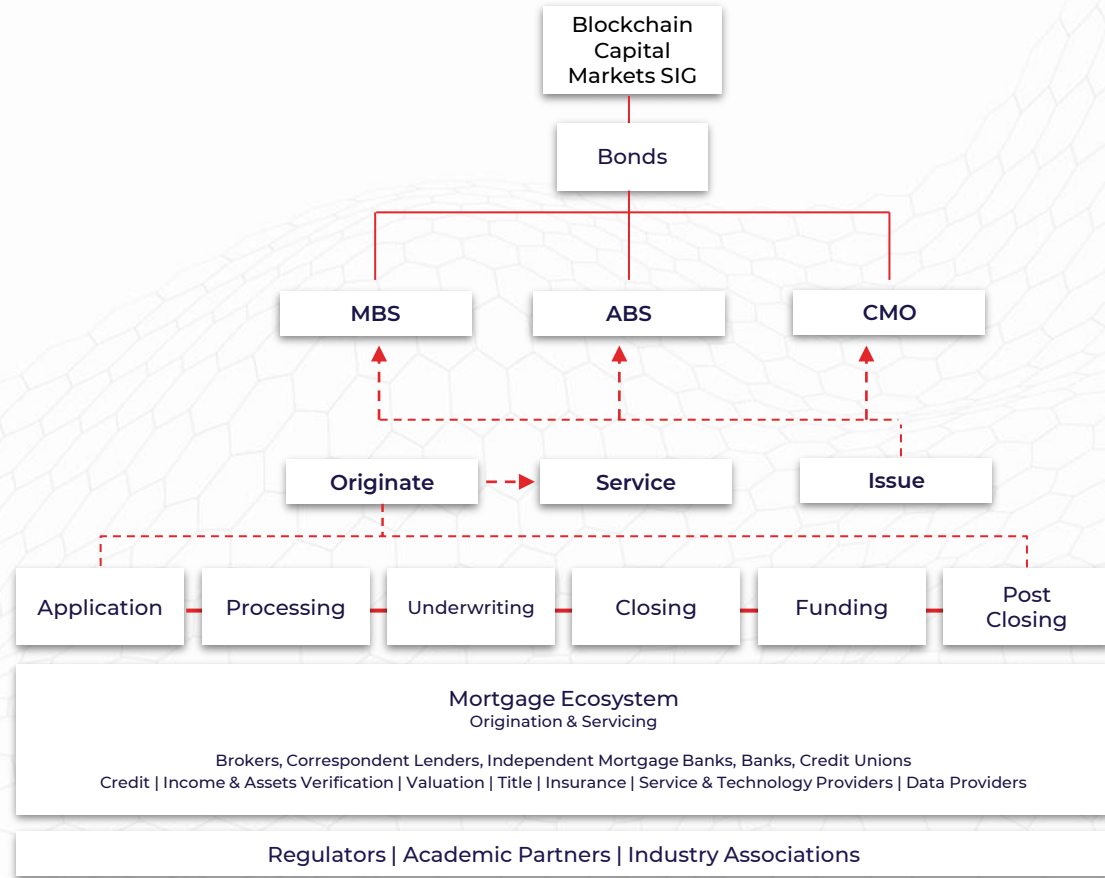 Blockchain
Capital
Markets SIG
Bonds
MBS
ABS
CMO
Originate
Service
Issue
Application
Processing
Underwriting
Closing
Funding
Post
Closing
Mortgage Ecosystem
Origination & Servicing
Brokers, Correspondent Lenders, Independent Mortgage Banks, Banks, Credit Unions
Credit | Income & Assets Verification | Valuation | Title | Insurance | Service & Technology Providers | Data Providers
Regulators | Academic Partners | Industry Associations